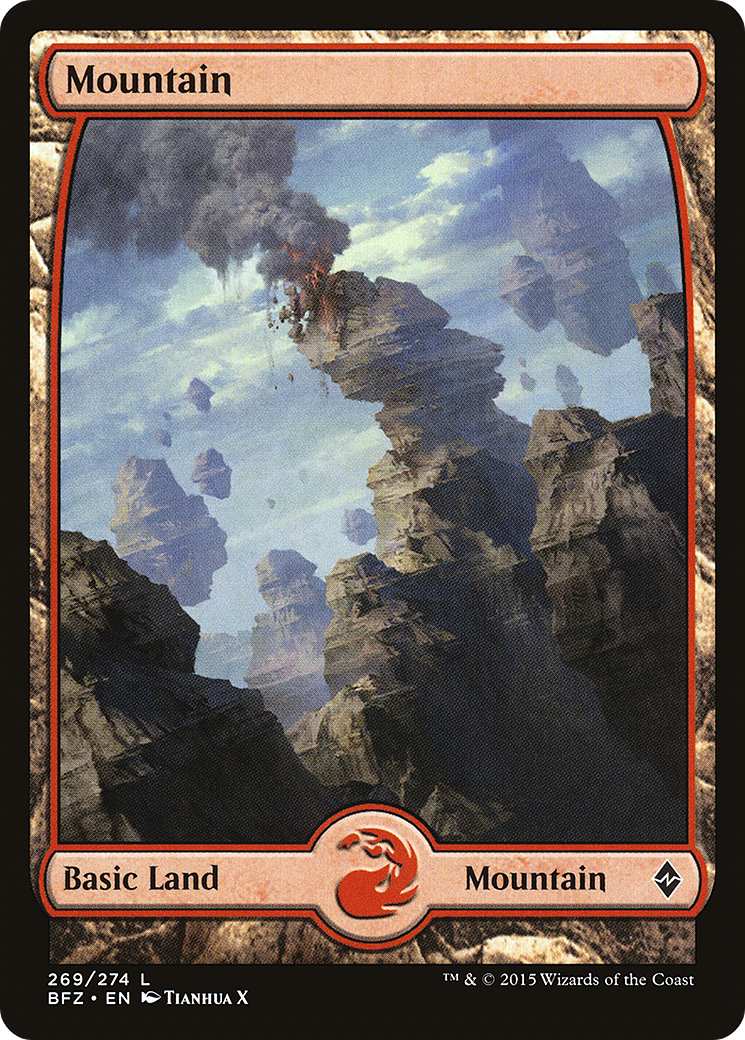 Mountain
Basic Land Mountain
269/274 L ™ & © 2015 Wizards of the Coast
BFZ • EN Tianhua X